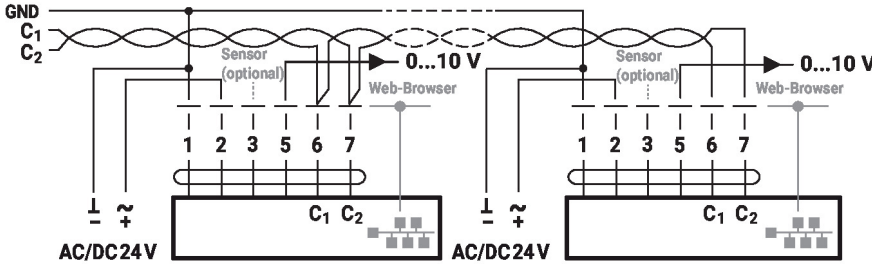 GND
C1
C2
Sensor
(optional)
0...10 V
Sensor
(optional)
0...10 V
Web-Browser
Web-Browser
1 2 3 5 6 7
1 2 3 5 6 7
⊥ ~
– +
C1 C2
⊥ ~
– +
C1 C2
AC/DC 24 V
AC/DC 24 V